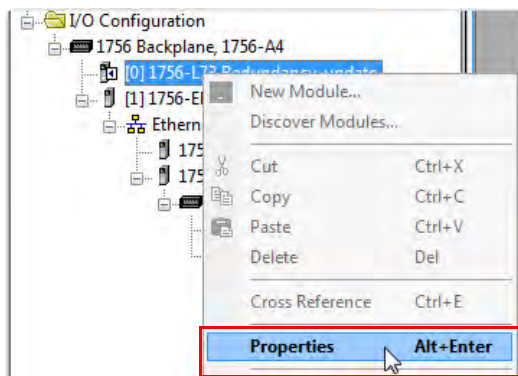 I/O Configuration
1756 Backplane, 1756-A4
[0] 1756-L73 Redundancy_update
New Module...
[1] 1756-E
Discover Modules...
Ethern
175
Cut Ctrl+X
175
Copy Ctrl+C
Paste Ctrl+V
Delete Del
Cross Reference Ctrl+E
Properties Alt+Enter